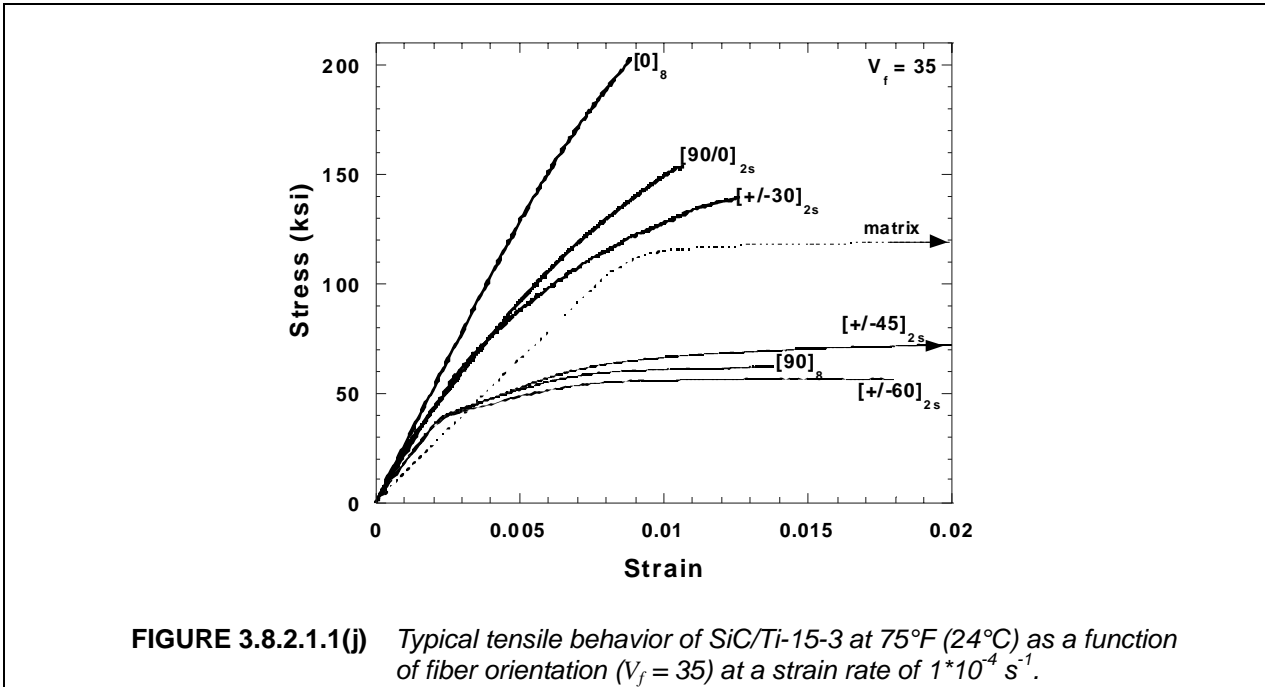 200
[0]8
Vf = 35
[90/0]2s
150
[+/-30]2s
matrix
100
Stress (ksi)
[+/-45]2s
[90]8
50
[+/-60]2s
0
0 0.005 0.01 0.015 0.02
Strain
FIGURE 3.8.2.1.1(j) Typical tensile behavior of SiC/Ti-15-3 at 75°F (24°C) as a function
of fiber orientation (Vf = 35) at a strain rate of 1*10-4 s-1.